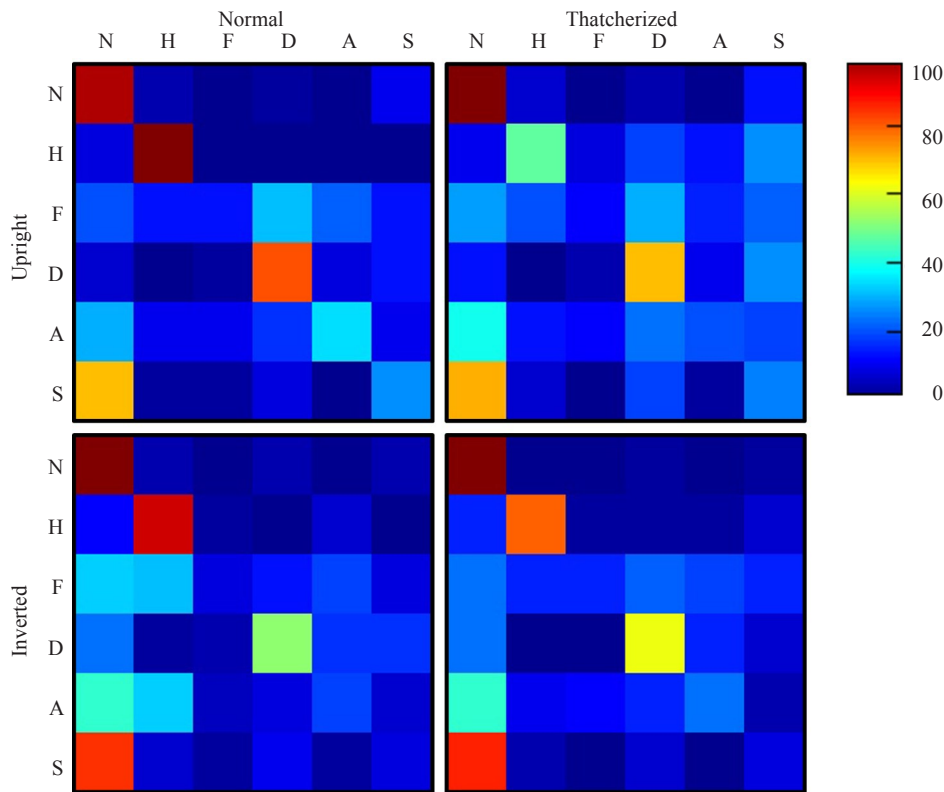 Normal Thatcherized
N H F D A S N H F D A S
Upright
N
H
F
D
A
S
100
80
60
40
20
0
Inverted
N
H
F
D
A
S